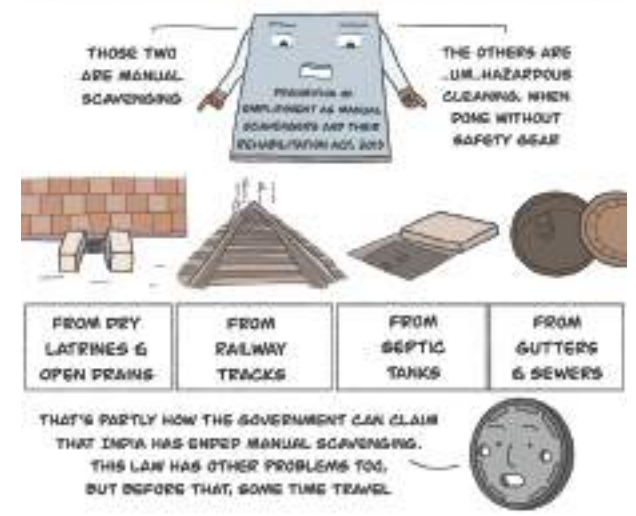 THOSE TWO
ARE MANUAL
SCAVENGING
THE OTHERS ARE
..UM..HAZARDOUS
CLEANING, WHEN
DONE WITHOUT
SAFETY GEAR
PROHIBITION OF
EMPLOYMENT AS MANUAL
SCAVENGERS AND THEIR
REHABILITATION ACT, 2013
FROM DRY
LATRINES &
OPEN DRAINS
FROM
RAILWAY
TRACKS
FROM
SEPTIC
TANKS
FROM
GUTTERS
& SEWERS
THAT'S PARTLY HOW THE GOVERNMENT CAN CLAIM
THAT INDIA HAS ENDED MANUAL SCAVENGING.
THIS LAW HAS OTHER PROBLEMS TOO.
BUT BEFORE THAT, SOME TIME TRAVEL